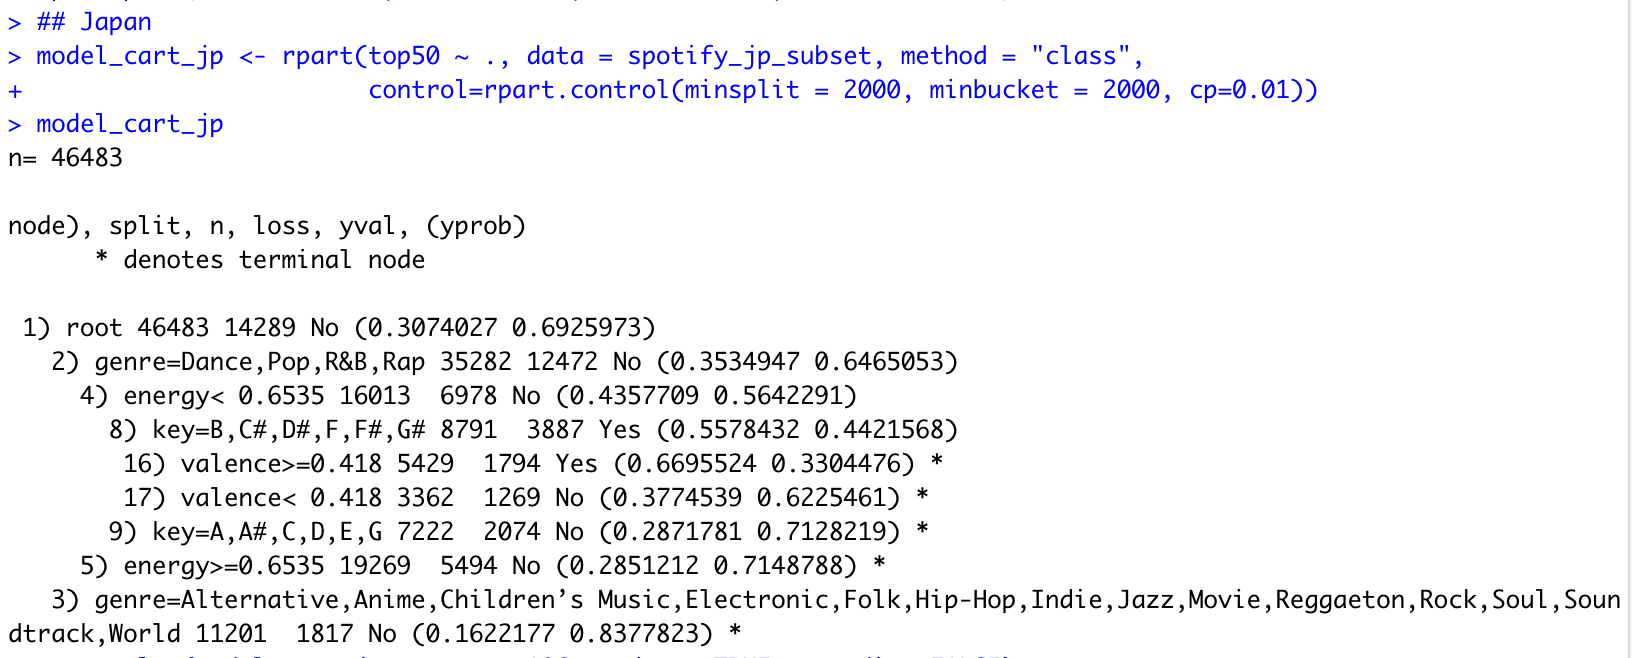 > ## Japan
> model_cart_jp <- rpart(top50 ~ ., data = spotify_jp_subset, method = "class",
+                         control=rpart.control(minsplit = 2000, minbucket = 2000, cp=0.01))
> model_cart_jp
n= 46483

node), split, n, loss, yval, (yprob)
      * denotes terminal node

 1) root 46483 14289 No (0.3074027 0.6925973)
   2) genre=Dance,Pop,R&B,Rap 35282 12472 No (0.3534947 0.6465053)
     4) energy< 0.6535 16013  6978 No (0.4357709 0.5642291)
       8) key=B,C#,D#,F,F#,G# 8791  3887 Yes (0.5578432 0.4421568)
        16) valence>=0.418 5429  1794 Yes (0.6695524 0.3304476) *
        17) valence< 0.418 3362  1269 No (0.3774539 0.6225461) *
       9) key=A,A#,C,D,E,G 7222  2074 No (0.2871781 0.7128219) *
     5) energy>=0.6535 19269  5494 No (0.2851212 0.7148788) *
   3) genre=Alternative,Anime,Children’s Music,Electronic,Folk,Hip-Hop,Indie,Jazz,Movie,Reggaeton,Rock,Soul,Soun
dtrack,World 11201  1817 No (0.1622177 0.8377823) *